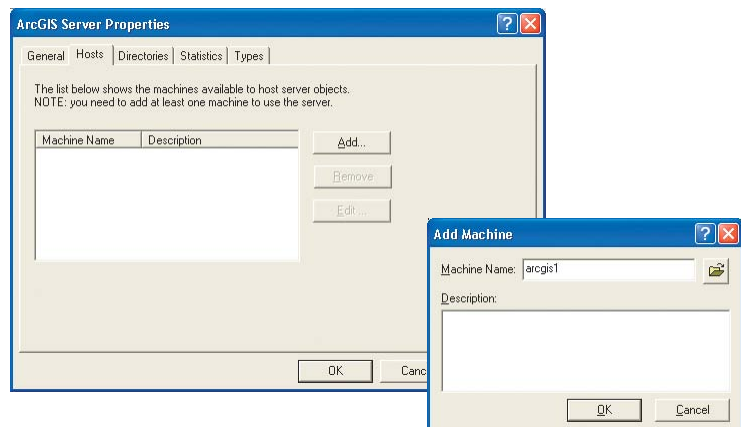 ArcGIS Server Properties
General Hosts Directories Statistics Types
The list below shows the machines available to host server objects.
NOTE: you need to add at least one machine to use the server.
Machine Name Description
Add...
Remove
Edit ...
OK Canc
Add Machine
Machine Name: arcgis1
Description:
OK Cancel